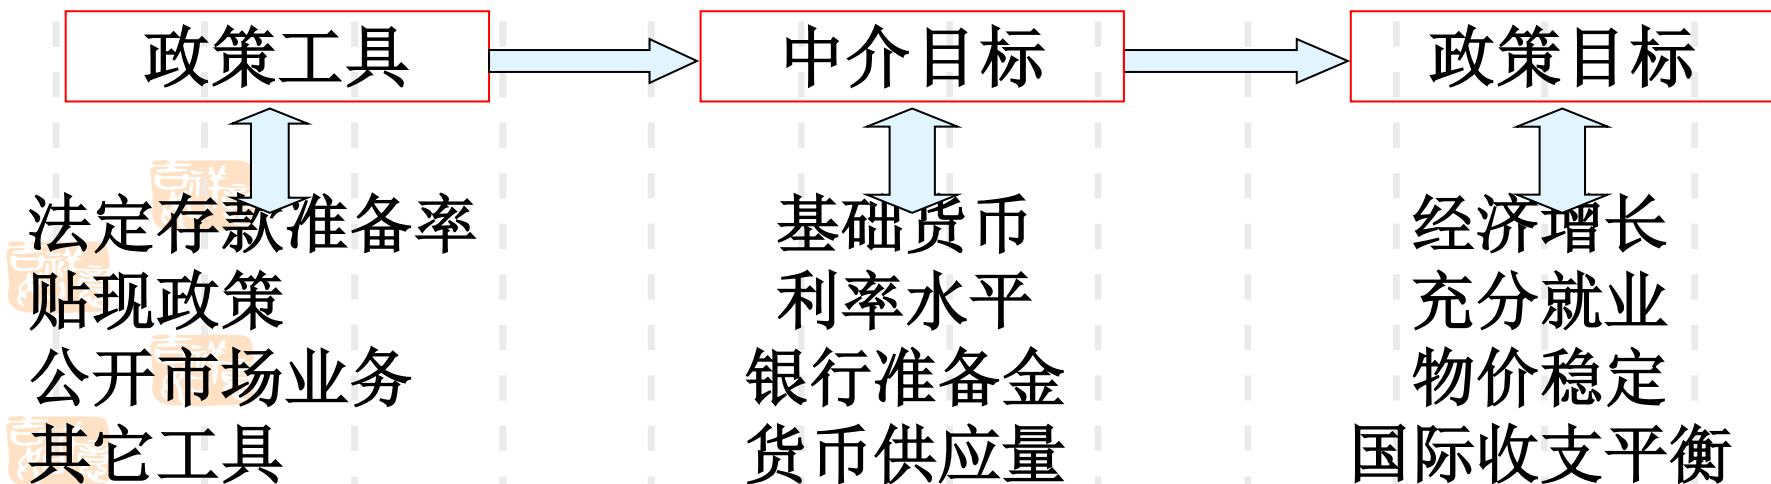 政策工具
中介目标
政策目标
法定存款准备率
贴现政策
公开市场业务
其它工具
基础货币
利率水平
银行准备金
货币供应量
经济增长
充分就业
物价稳定
国际收支平衡